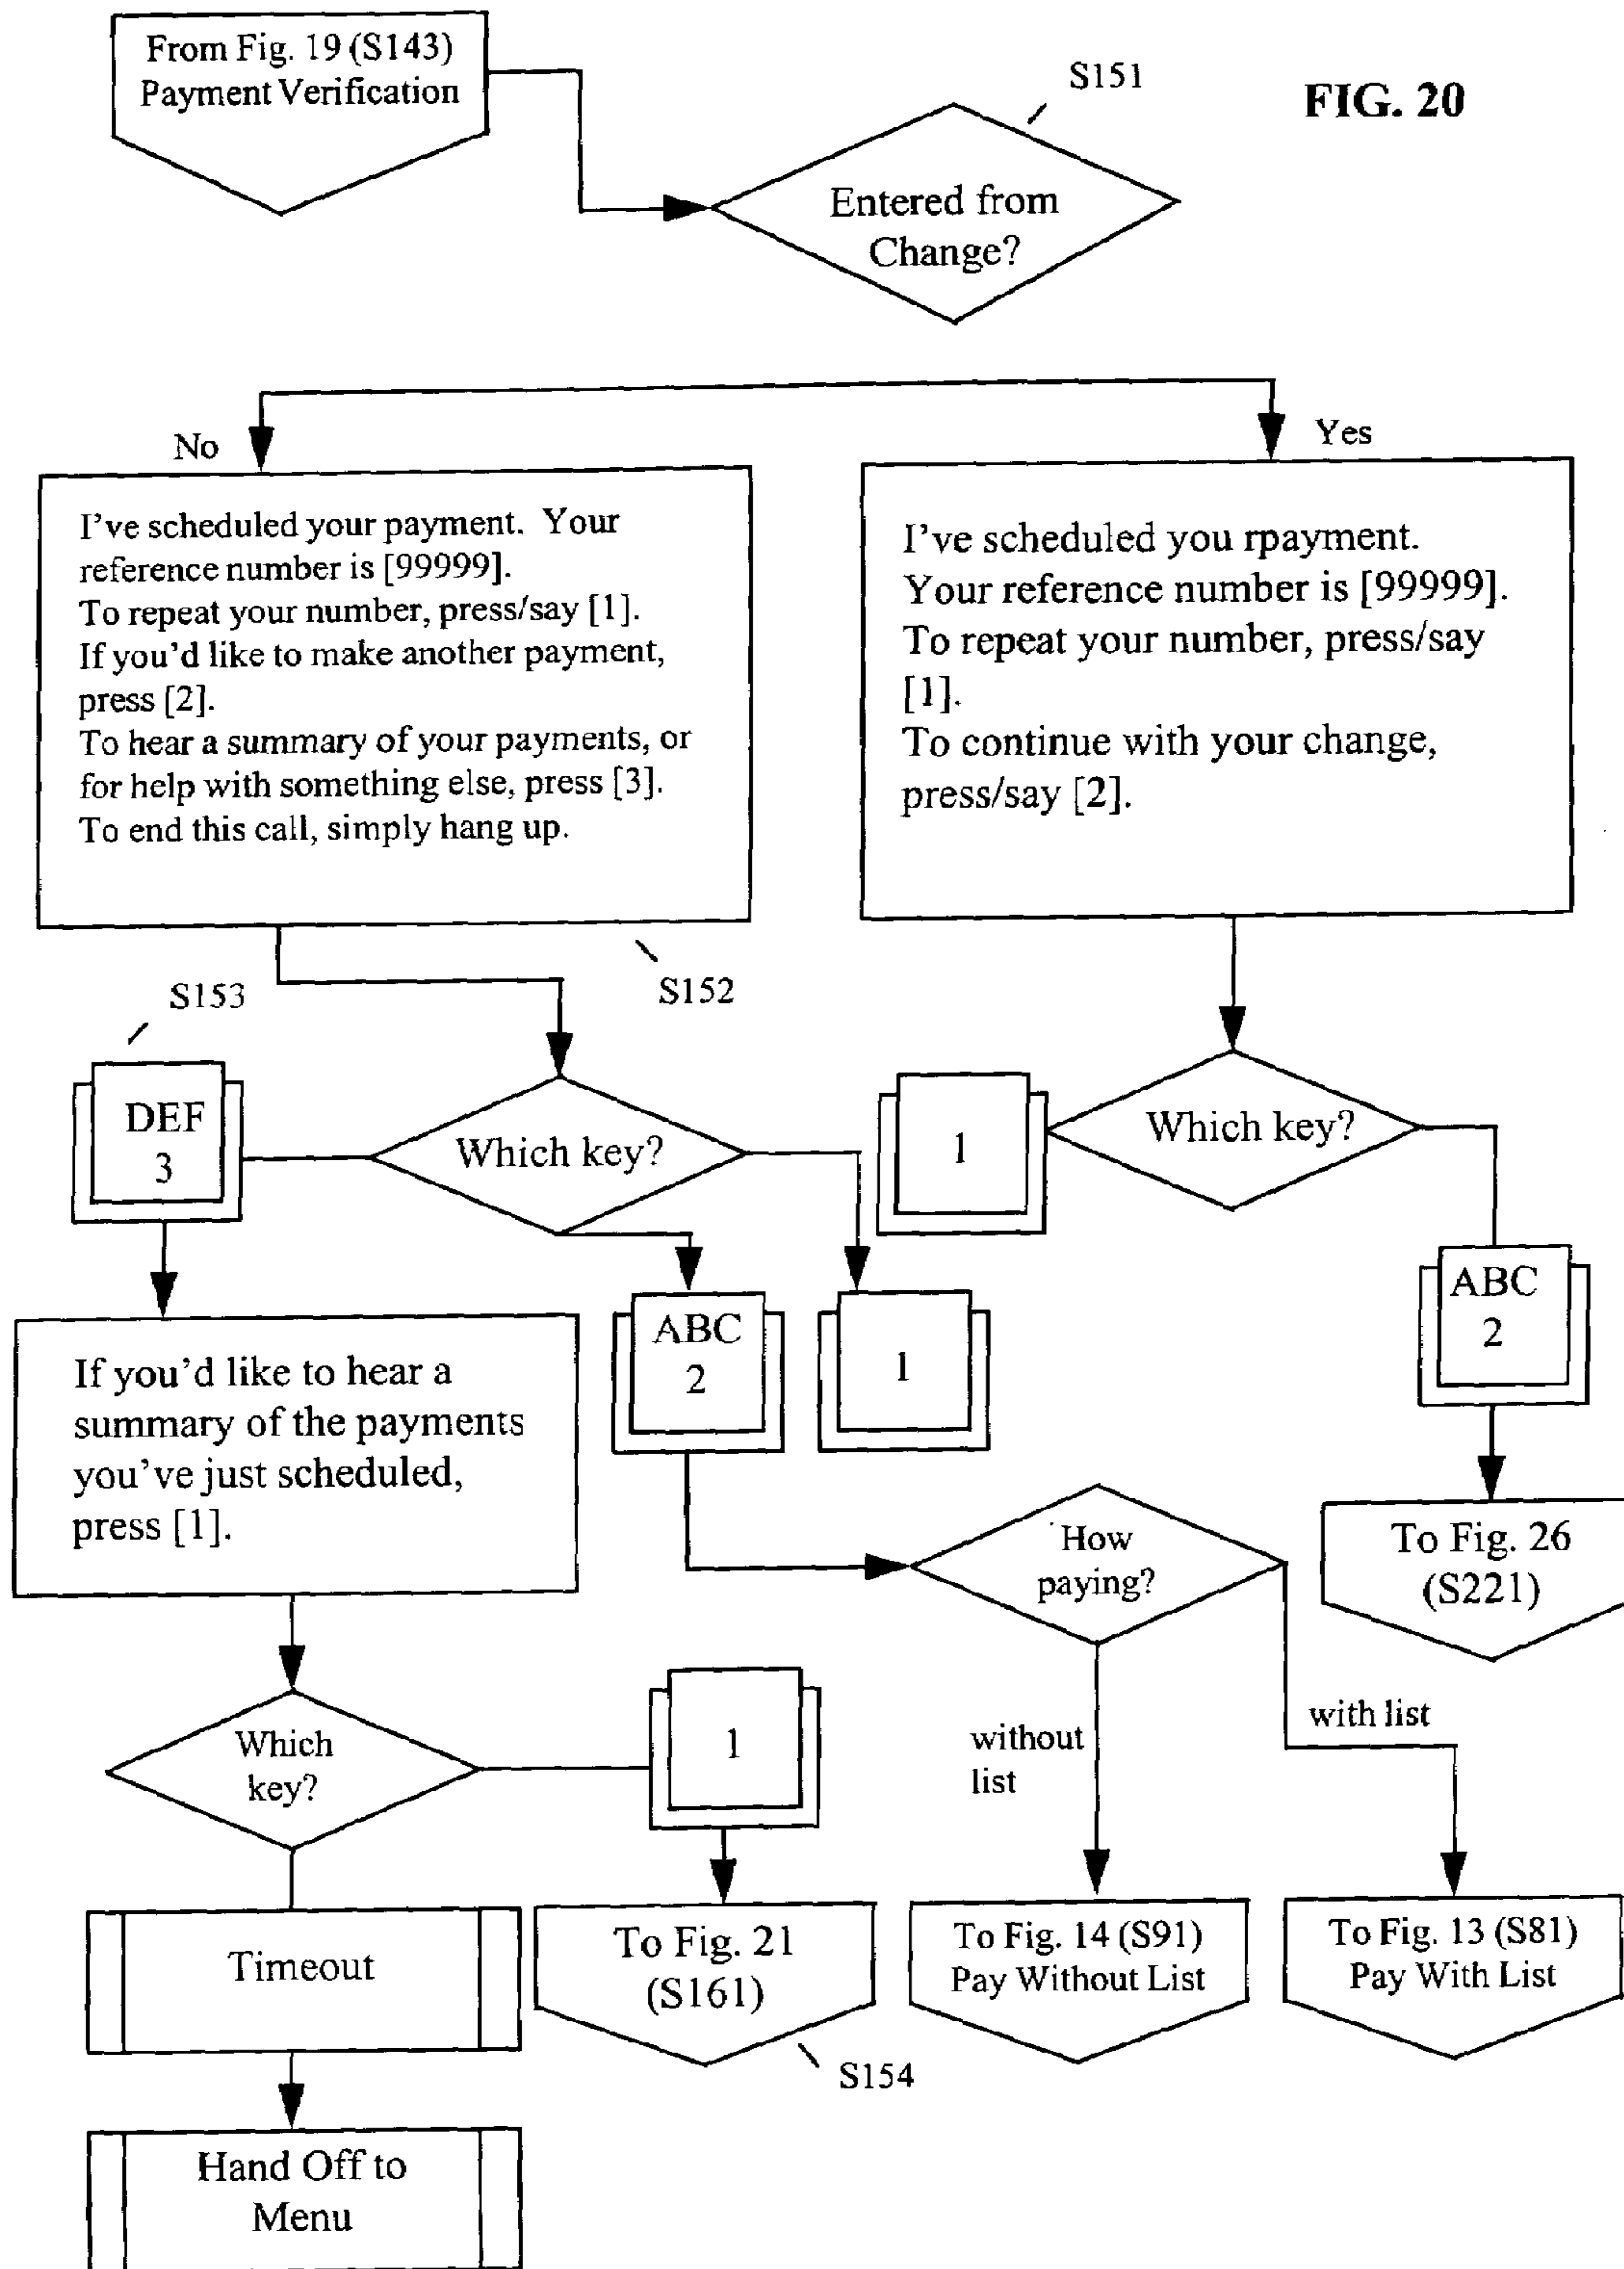 From Fig. 19 (S143)
Payment Verification
S151
FIG. 20
Entered from
Change?
No
Yes
I've scheduled your payment. Your
reference number is [99999].
To repeat your number, press/say [1].
If you'd like to make another payment,
press [2].
To hear a summary of your payments, or
for help with something else, press [3].
To end this call, simply hang up.
I've scheduled you rpayment.
Your reference number is [99999].
To repeat your number, press/say
[1].
To continue with your change,
press/say [2].
S153
S152
DEF
3
Which key?
1
Which key?
ABC
2
1
ABC
2
If you'd like to hear a
summary of the payments
you've just scheduled,
press [1].
How
paying?
To Fig. 26
(S221)
Which
key?
1
without
list
with list
Timeout
To Fig. 21
(S161)
To Fig. 14 (S91)
Pay Without List
To Fig. 13 (S81)
Pay With List
S154
Hand Off to
Menu